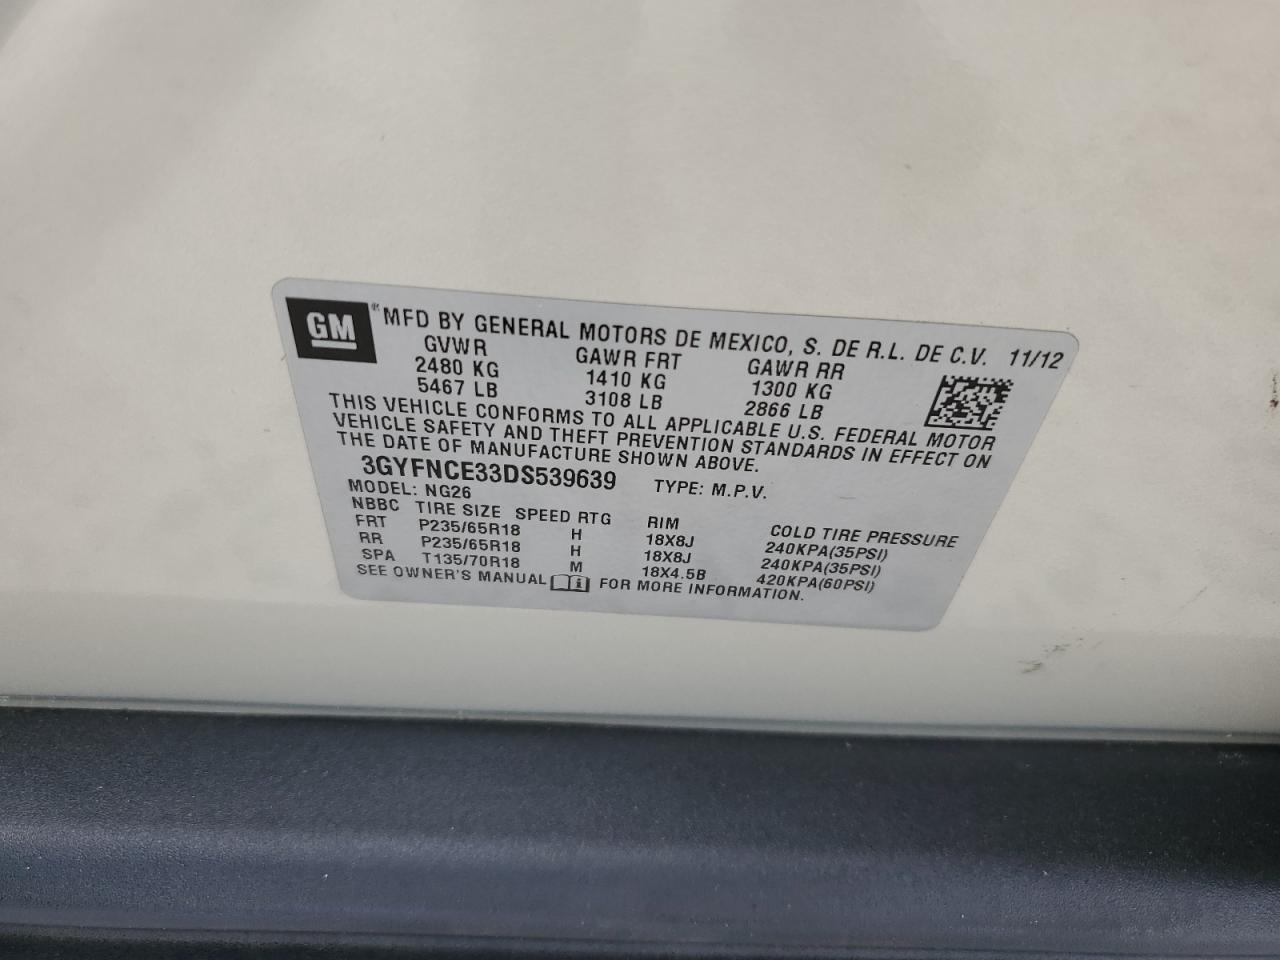 GM ® MFD BY GENERAL MOTORS DE MEXICO, S. DE R.L. DE C.V. 11/12
GVWR GAWR FRT GAWR RR
2480 KG 1410 KG 1300 KG
5467 LB 3108 LB 2866 LB
THIS VEHICLE CONFORMS TO ALL APPLICABLE U.S. FEDERAL MOTOR
VEHICLE SAFETY AND THEFT PREVENTION STANDARDS IN EFFECT ON
THE DATE OF MANUFACTURE SHOWN ABOVE.
3GYFNCE33DS539639 TYPE: M.P.V.
MODEL: NG26
NBBC TIRE SIZE SPEED RTG RIM COLD TIRE PRESSURE
FRT P235/65R18 H 18X8J 240KPA(35PSI)
RR P235/65R18 H 18X8J 240KPA(35PSI)
SPA T135/70R18 M 18X4.5B 420KPA(60PSI)
SEE OWNER'S MANUAL i FOR MORE INFORMATION.